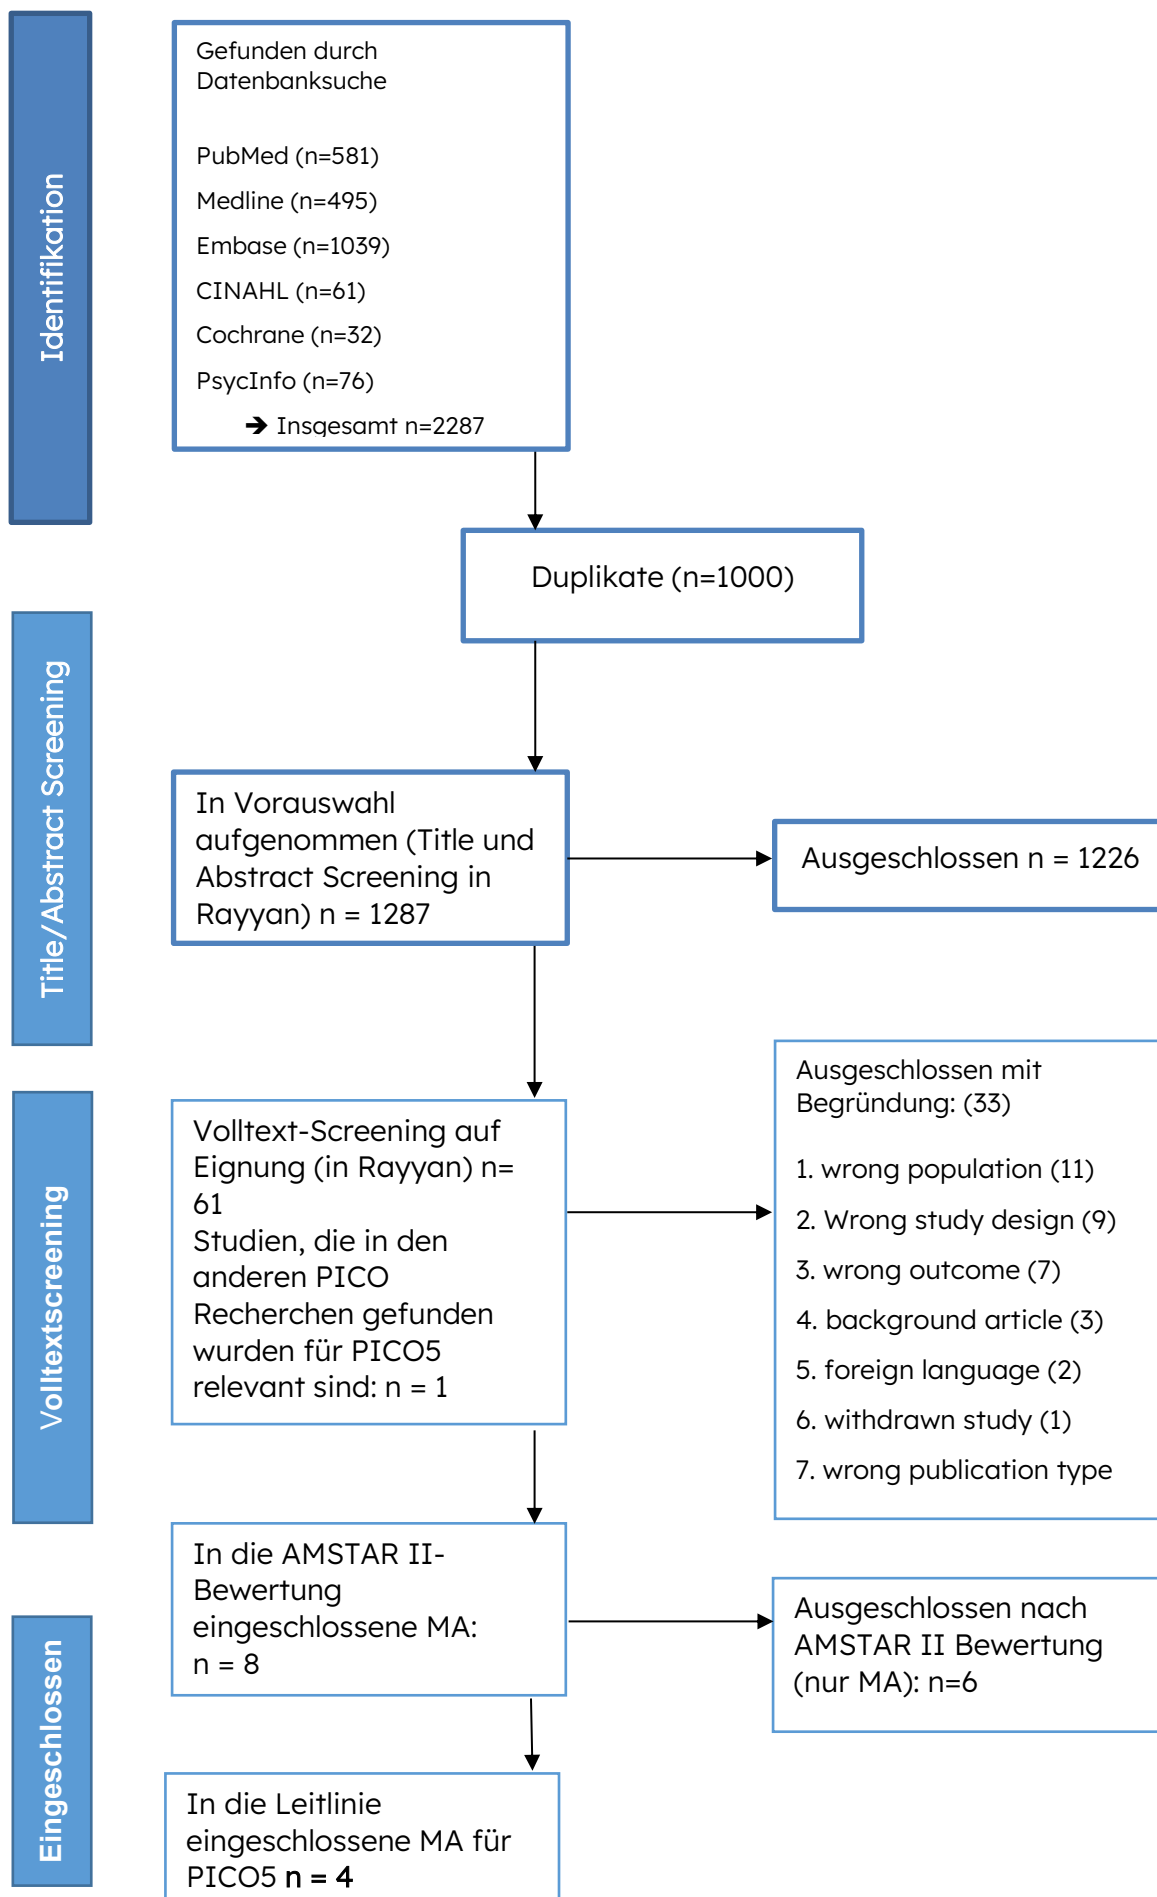 Identifikation
Gefunden durch
Datenbanksuche
PubMed (n=581)
Medline (n=495)
Embase (n=1039)
CINAHL (n=61)
Cochrane (n=32)
PsycInfo (n=76)
➔ Insgesamt n=2287
Duplikate (n=1000)
Title/Abstract Screening
In Vorauswahl
aufgenommen (Title und
Abstract Screening in
Rayyan) n = 1287
Ausgeschlossen n = 1226
Volltextscreening
Volltext-Screening auf
Eignung (in Rayyan) n=
61
Studien, die in den
anderen PICO
Recherchen gefunden
wurden für PICO5
relevant sind: n = 1
Ausgeschlossen mit
Begründung: (33)
1. wrong population (11)
2. Wrong study design (9)
3. wrong outcome (7)
4. background article (3)
5. foreign language (2)
6. withdrawn study (1)
7. wrong publication type
In die AMSTAR II-
Bewertung
eingeschlossene MA:
n = 8
Ausgeschlossen nach
AMSTAR II Bewertung
(nur MA): n=6
Eingeschlossen
In die Leitlinie
eingeschlossene MA für
PICO5 n = 4